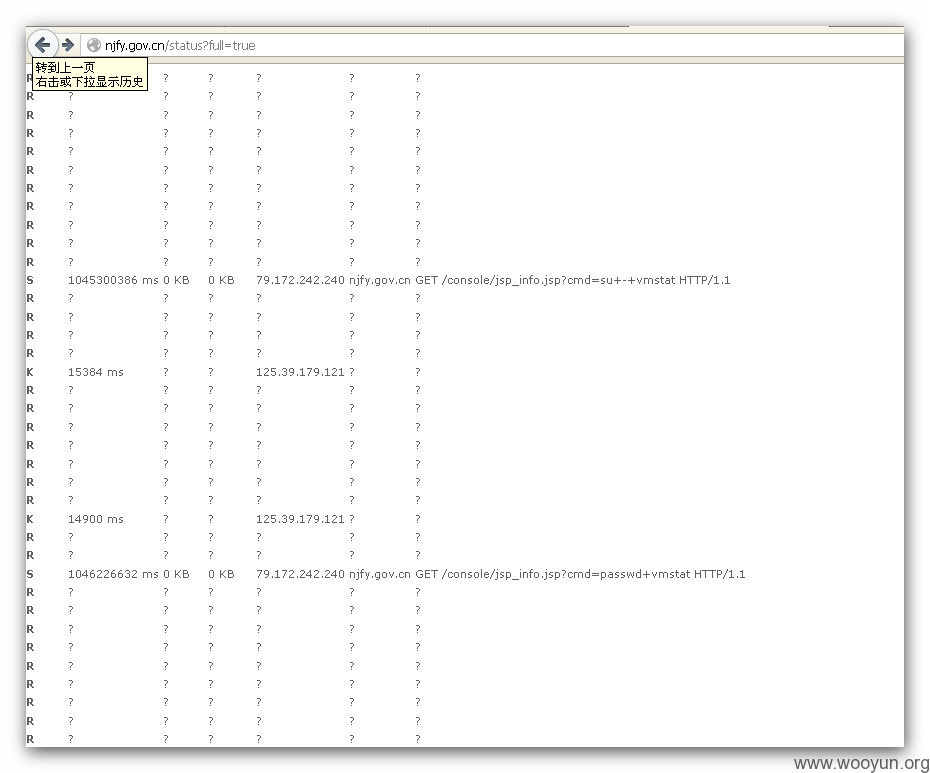 njfy.gov.cn/status?full=true
转到上一页
右击或下拉显示历史
R ? ? ? ? ?
R ? ? ? ? ? ?
R ? ? ? ? ? ?
R ? ? ? ? ? ?
R ? ? ? ? ? ?
R ? ? ? ? ? ?
R ? ? ? ? ? ?
R ? ? ? ? ? ?
R ? ? ? ? ? ?
R ? ? ? ? ? ?
R ? ? ? ? ? ?
S 1045300386 ms 0 KB 0 KB 79.172.242.240 njfy.gov.cn GET /console/jsp_info.jsp?cmd=su+-+vmstat HTTP/1.1
R ? ? ? ? ? ?
R ? ? ? ? ? ?
R ? ? ? ? ? ?
R ? ? ? ? ? ?
K 15384 ms ? ? 125.39.179.121 ? ?
R ? ? ? ? ? ?
R ? ? ? ? ? ?
R ? ? ? ? ? ?
R ? ? ? ? ? ?
R ? ? ? ? ? ?
R ? ? ? ? ? ?
R ? ? ? ? ? ?
K 14900 ms ? ? 125.39.179.121 ? ?
R ? ? ? ? ? ?
R ? ? ? ? ? ?
S 1046226632 ms 0 KB 0 KB 79.172.242.240 njfy.gov.cn GET /console/jsp_info.jsp?cmd=passwd+vmstat HTTP/1.1
R ? ? ? ? ? ?
R ? ? ? ? ? ?
R ? ? ? ? ? ?
R ? ? ? ? ? ?
R ? ? ? ? ? ?
R ? ? ? ? ? ?
R ? ? ? ? ? ?
R ? ? ? ? ? ?
R ? ? ? ? ? ?
www.wooyun.org